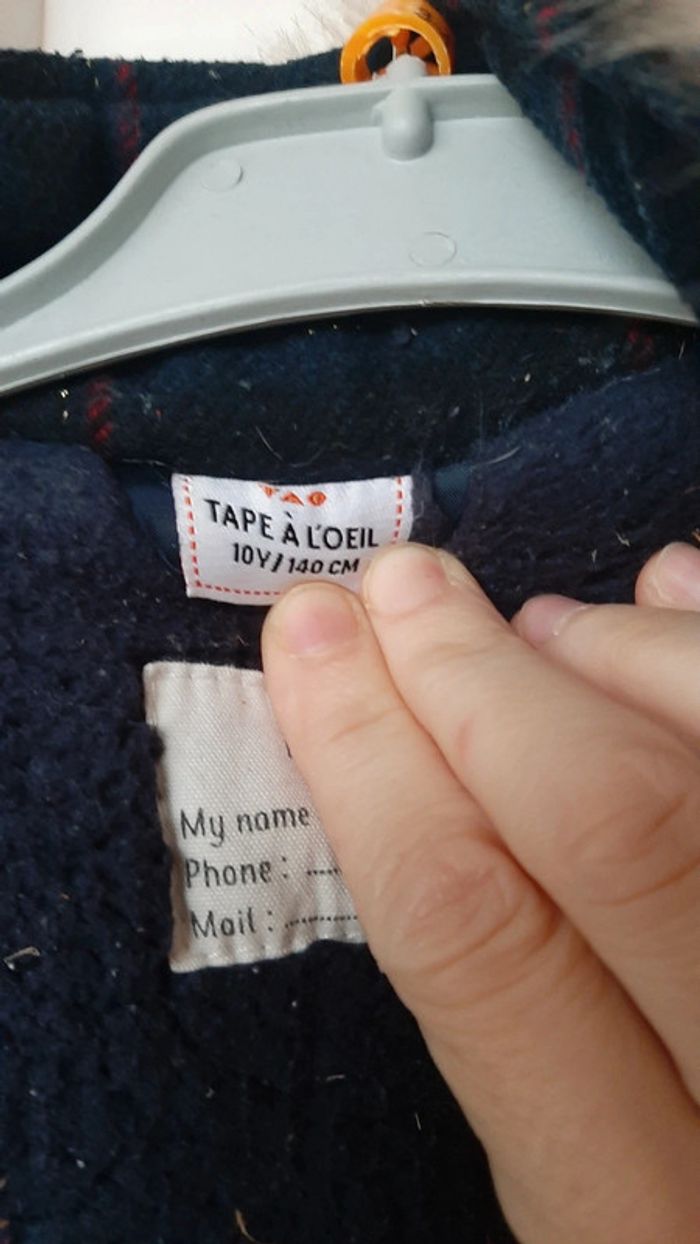 TAO
TAPE À L'OEIL
10Y/140 CM
My name
Phone : .....
Mail : ............